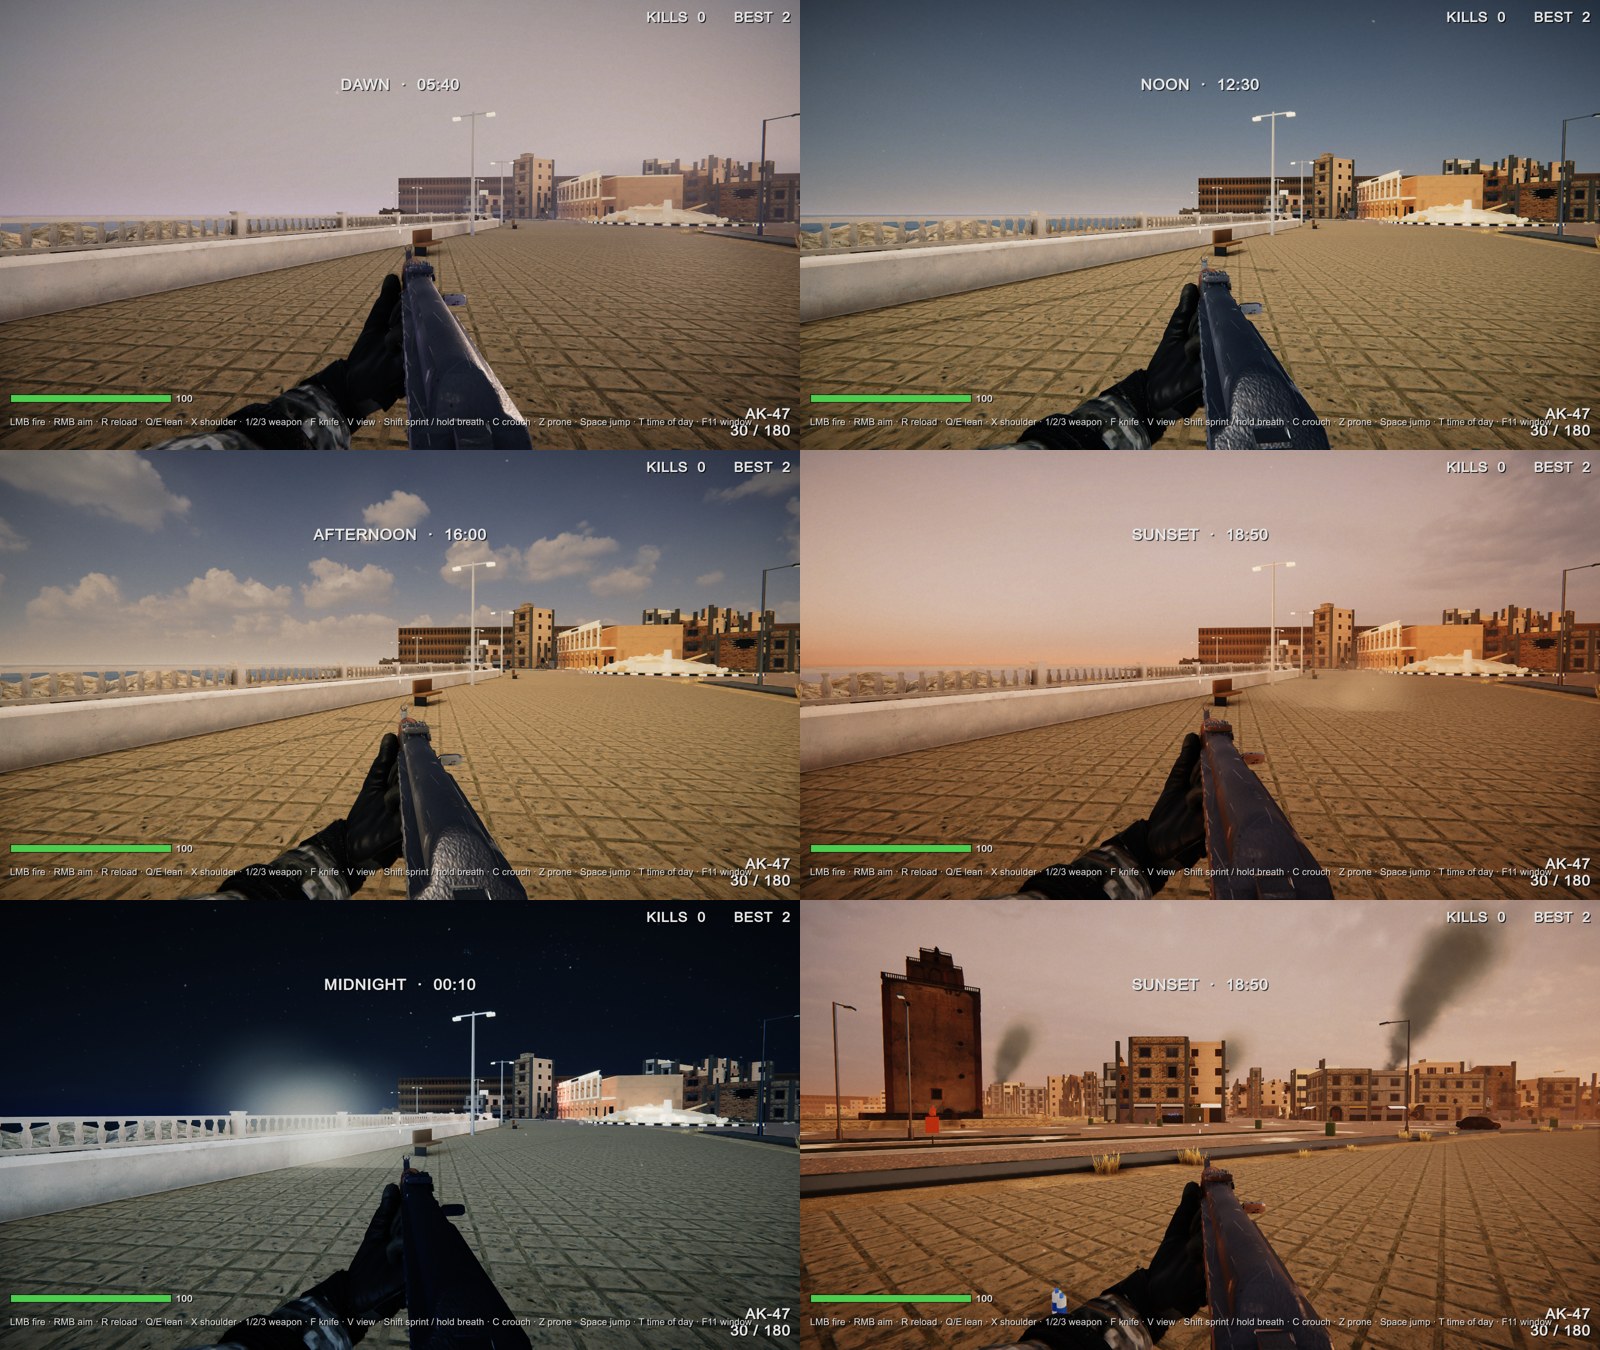 KILLS 0 BEST 2
DAWN · 05:40
100
LMB fire · RMB aim · R reload · Q/E lean · X shoulder · 1/2/3 weapon · F knife · V view · Shift sprint / hold breath · C crouch · Z prone · Space jump · T time of day · F11 window
AK-47
30 / 180
KILLS 0 BEST 2
NOON · 12:30
100
LMB fire · RMB aim · R reload · Q/E lean · X shoulder · 1/2/3 weapon · F knife · V view · Shift sprint / hold breath · C crouch · Z prone · Space jump · T time of day · F11 window
AK-47
30 / 180
KILLS 0 BEST 2
AFTERNOON · 16:00
100
LMB fire · RMB aim · R reload · Q/E lean · X shoulder · 1/2/3 weapon · F knife · V view · Shift sprint / hold breath · C crouch · Z prone · Space jump · T time of day · F11 window
AK-47
30 / 180
KILLS 0 BEST 2
SUNSET · 18:50
100
LMB fire · RMB aim · R reload · Q/E lean · X shoulder · 1/2/3 weapon · F knife · V view · Shift sprint / hold breath · C crouch · Z prone · Space jump · T time of day · F11 window
AK-47
30 / 180
KILLS 0 BEST 2
MIDNIGHT · 00:10
100
LMB fire · RMB aim · R reload · Q/E lean · X shoulder · 1/2/3 weapon · F knife · V view · Shift sprint / hold breath · C crouch · Z prone · Space jump · T time of day · F11 window
AK-47
30 / 180
KILLS 0 BEST 2
SUNSET · 18:50
100
LMB fire · RMB aim · R reload · Q/E lean · X shoulder · 1/2/3 weapon · F knife · V view · Shift sprint / hold breath · C crouch · Z prone · Space jump · T time of day · F11 window
AK-47
30 / 180